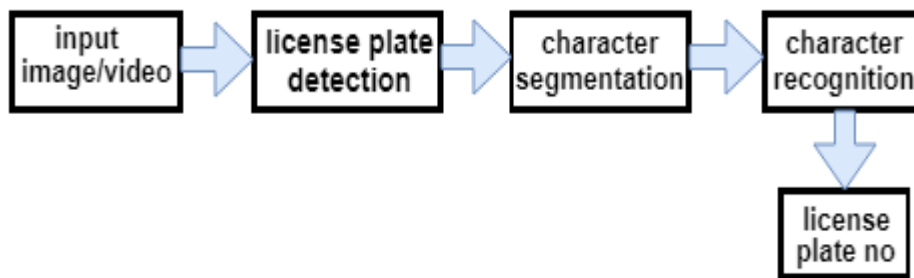 input
image/video
license plate
detection
character
segmentation
character
recognition
license
plate no